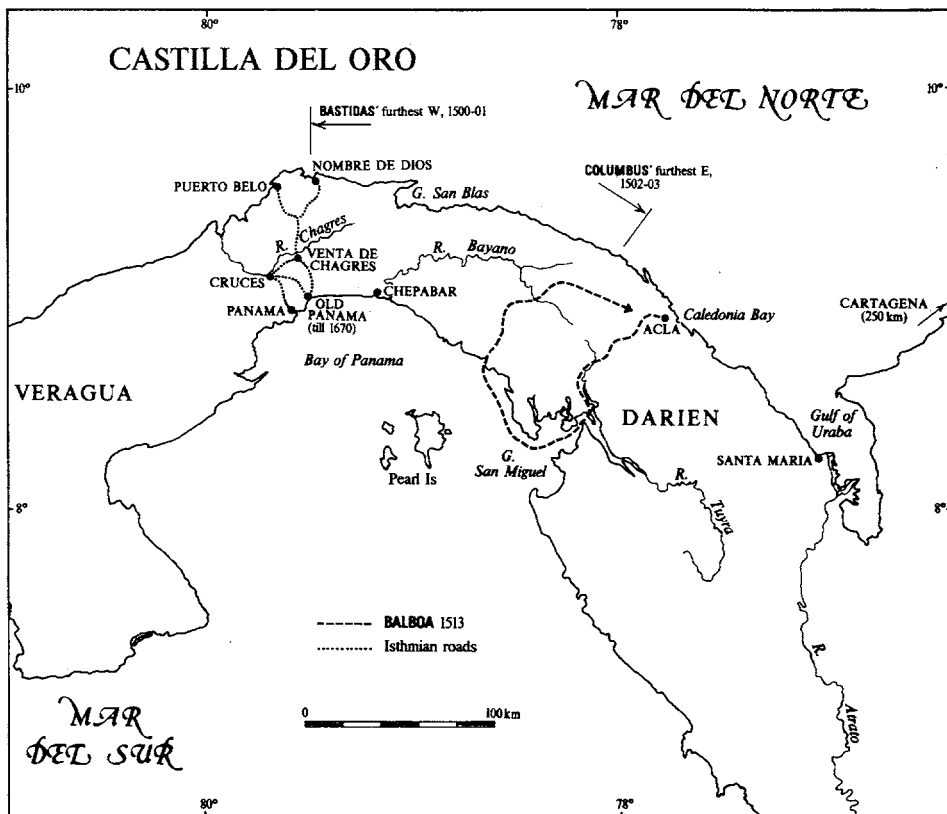 80°
78°
CASTILLA DEL ORO
10°
10°
MAR DEL NORTE
BASTIDAS' furthest W, 1500-01
NOMBRE DE DIOS
PUERTO BELO
COLUMBUS' furthest E,
1502-03
G. San Blas
R. Chagres
VENTA DE
CHAGRES
R. Bayano
CRUCES
CHEPABAR
PANAMA
OLD
PANAMA
(till 1670)
ACLA
Caledonia Bay
CARTAGENA
(250 km)
Bay of Panama
VERAGUA
DARIEN
Gulf of
Uraba
Pearl Is
G.
San Miguel
SANTA MARIA
R. Tuyra
8°
8°
BALBOA 1513
Isthmian roads
R. Atrato
0 100 km
MAR
DEL SUR
80°
78°